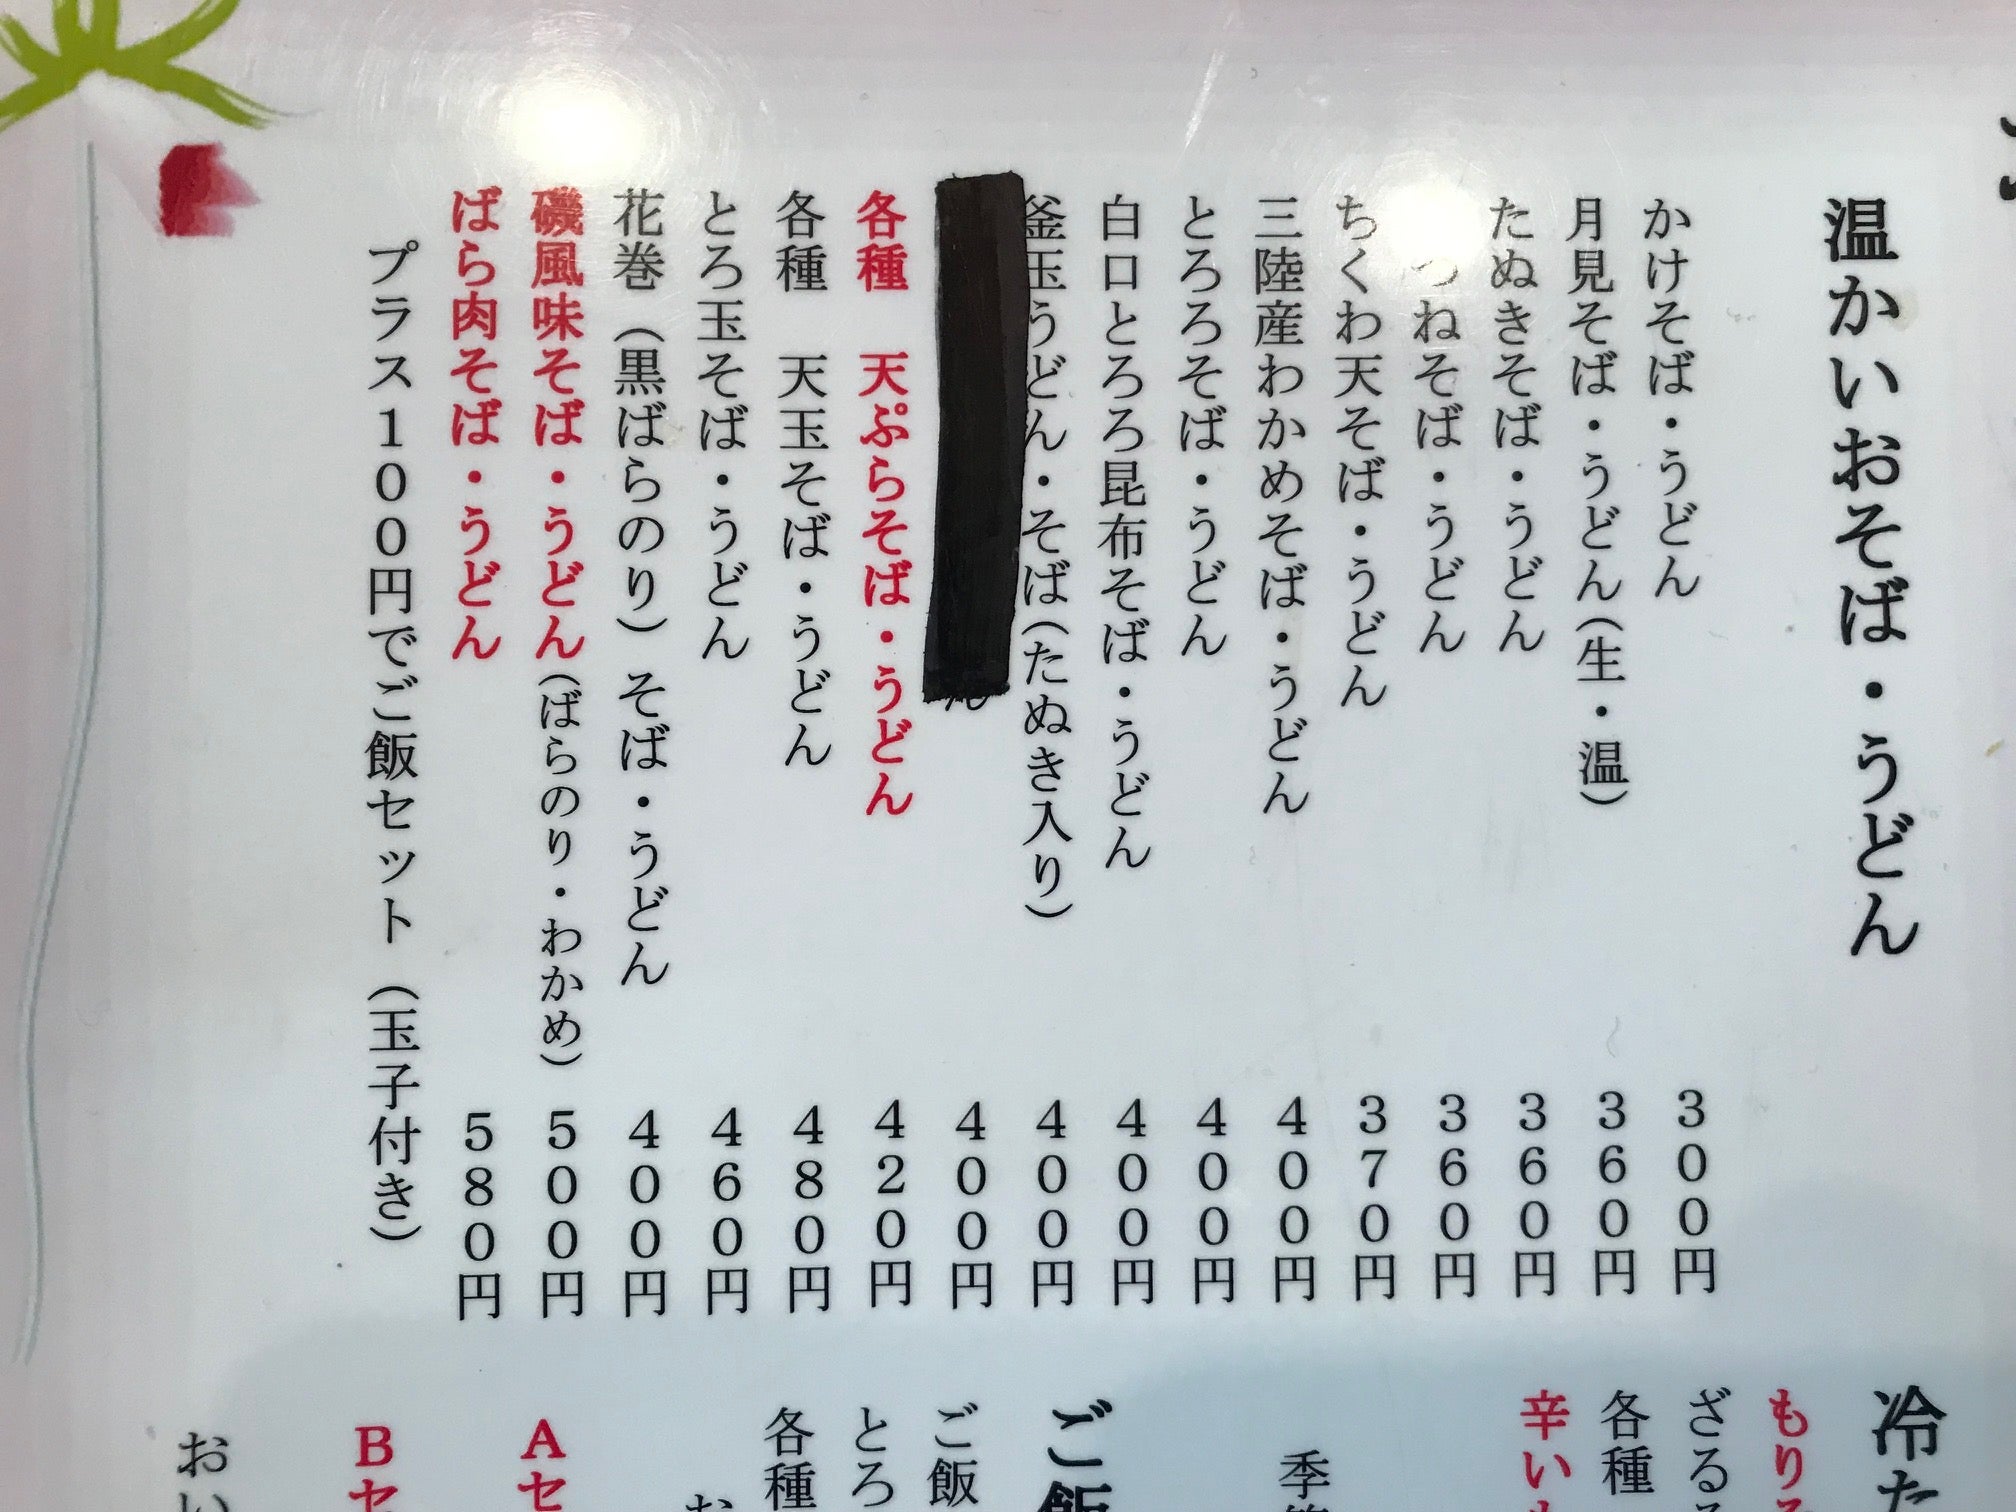 温かいおそば・うどん
かけそば・うどん 300円
月見そば・うどん(生・温) 360円
たぬきそば・うどん 360円
つねそば・うどん 360円
ちくわ天そば・うどん 370円
三陸産わかめそば・うどん 400円
とろろそば・うどん 400円
白口とろろ昆布そば・うどん 400円
釜玉うどん・そば(たぬき入り) 400円
ん 400円
各種 天ぷらそば・うどん 420円
各種 天玉そば・うどん 480円
とろ玉そば・うどん 460円
花巻(黒ばらのり)そば・うどん 400円
磯風味そば・うどん(ばらのり・わかめ) 500円
ばら肉そば・うどん 580円
プラス100円でご飯セット(玉子付き)
冷た
もり
ざる
各種
辛い
季
ご飯
ご飯
とろ
各種
お
Aセ
Bセ
おい